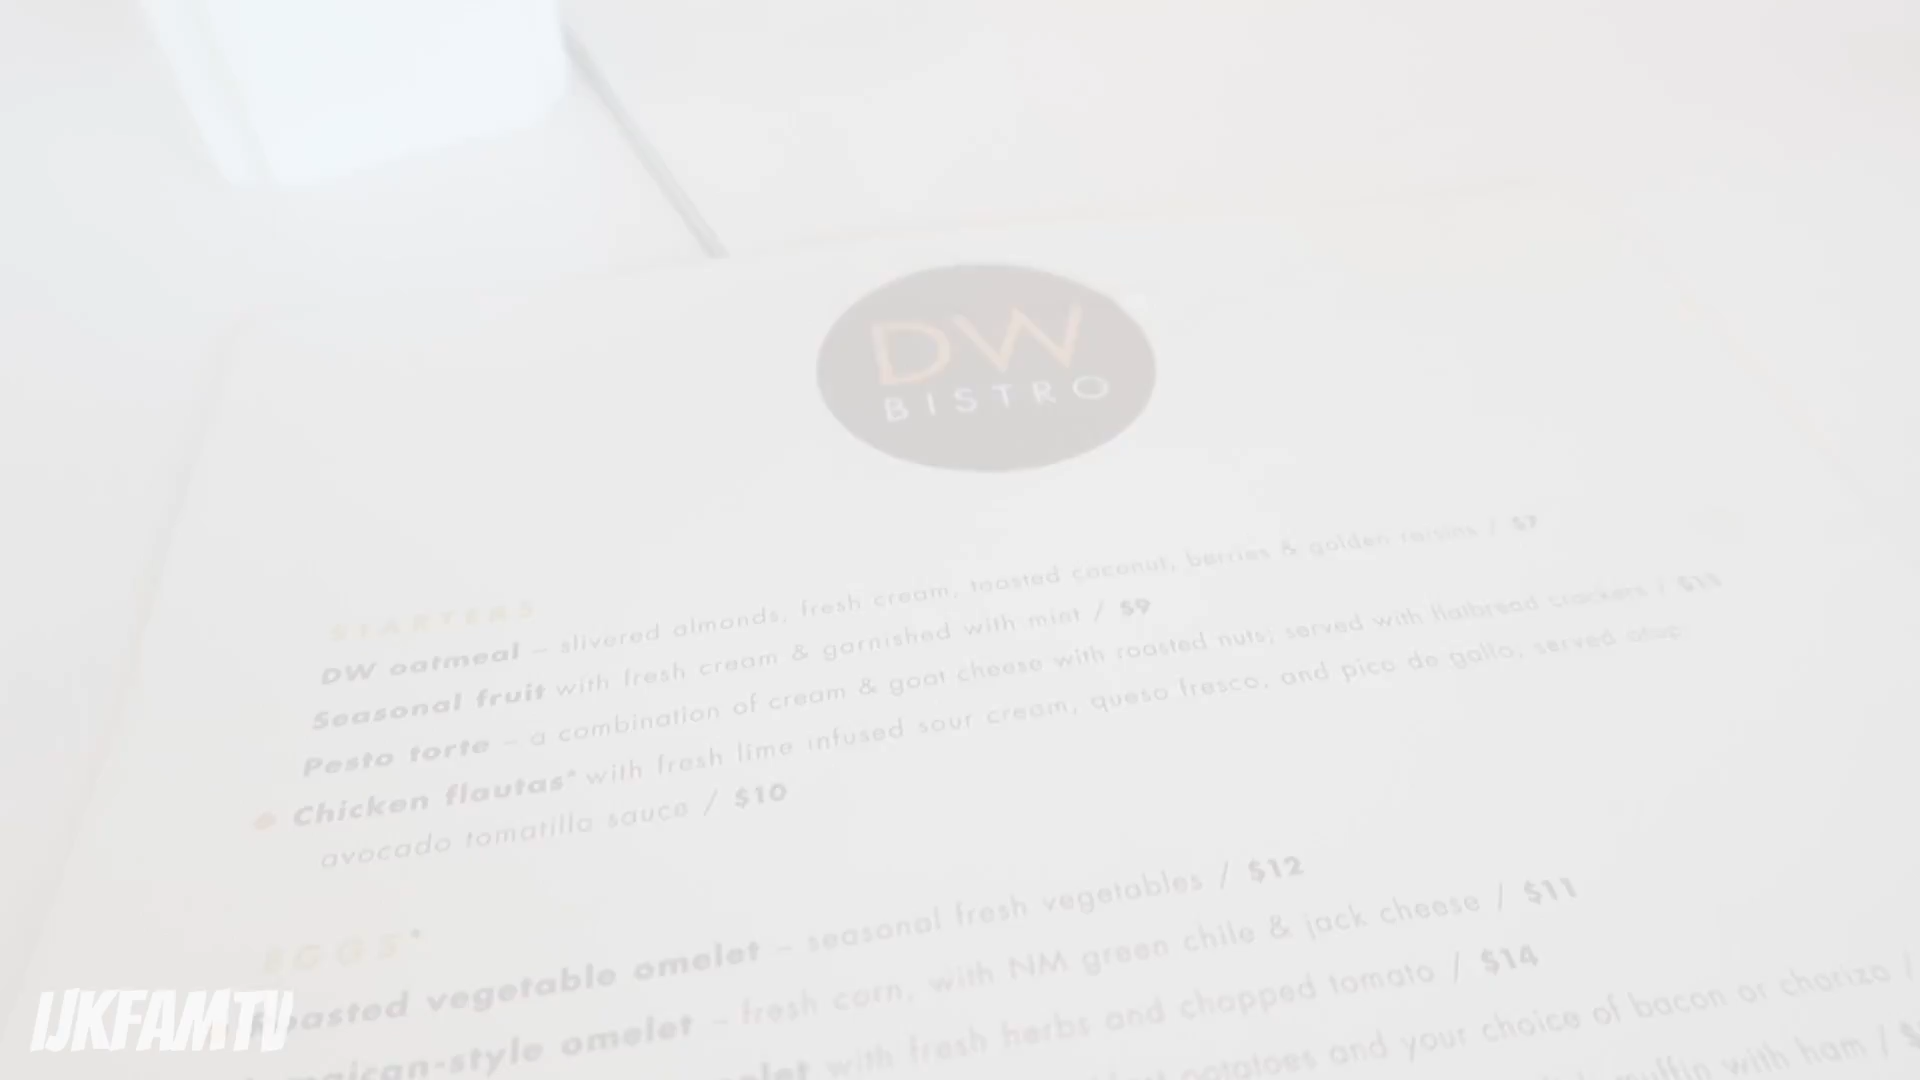 DW
BISTRO
STARTERS
DW oatmeal – slivered almonds, fresh cream, toasted coconut, berries & golden raisins / $7
Seasonal fruit with fresh cream & garnished with mint / $9
Pesto torte – a combination of cream & goat cheese with roasted nuts; served with flatbread crackers / $11
Chicken flautas* with fresh lime infused sour cream, queso fresco, and pico de gallo, served atop
avocado tomatillo sauce / $10
EGGS*
Roasted vegetable omelet – seasonal fresh vegetables / $12
-style omelet – fresh corn, with NM green chile & jack cheese / $11
with fresh herbs and chopped tomato / $14
potatoes and your choice of bacon or chorizo /
muffin with ham /
IJKFAMTV